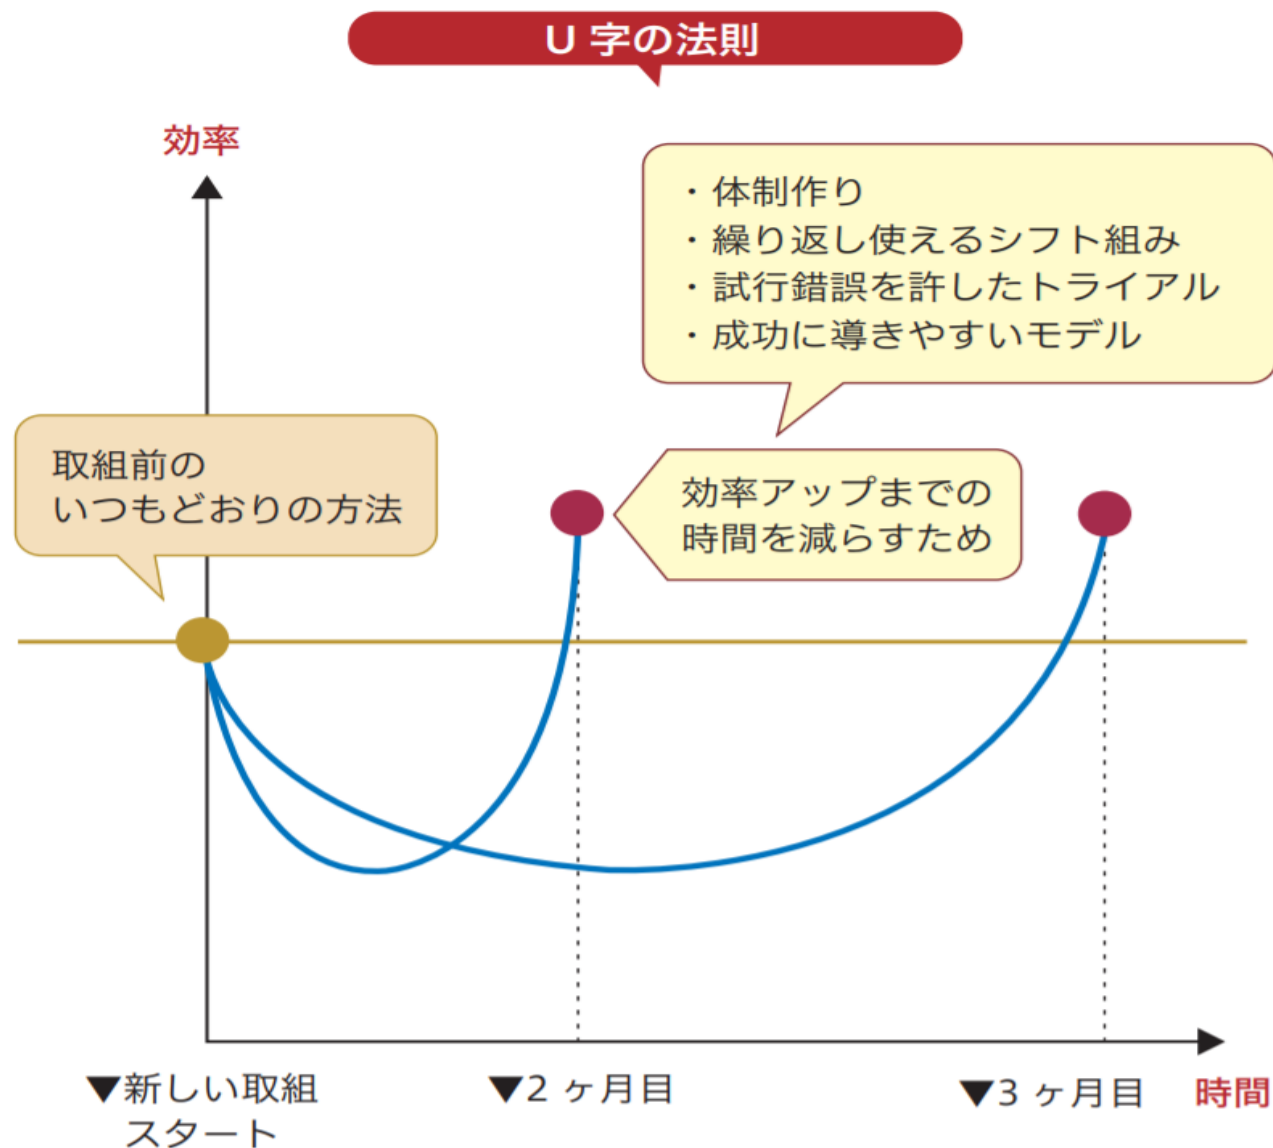 U 字の法則
効率
・体制作り
・繰り返し使えるシフト組み
・試行錯誤を許したトライアル
・成功に導きやすいモデル
取組前の
いつもどおりの方法
効率アップまでの
時間を減らすため
▼新しい取組
スタート
▼2 ヶ月目
▼3 ヶ月目
時間